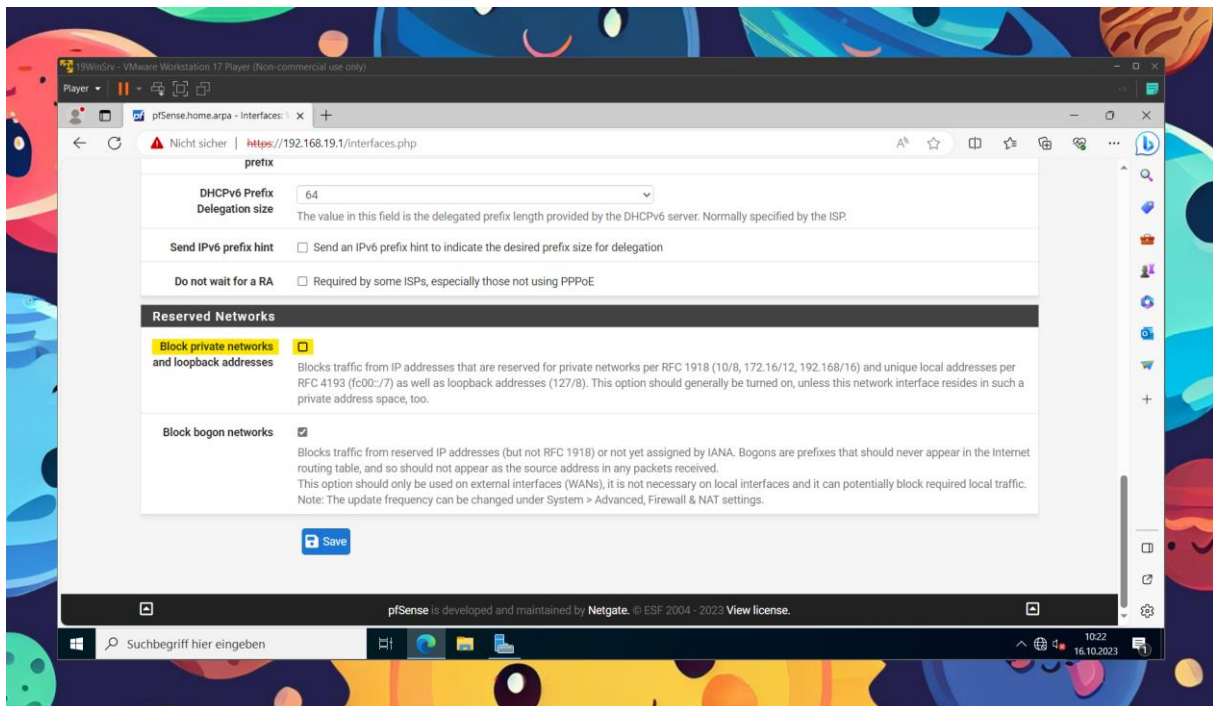 19WinSrv - VMware Workstation 17 Player (Non-commercial use only)
Player
pfSense.home.arpa - Interfaces:
Nicht sicher | https://192.168.19.1/interfaces.php
prefix
DHCPv6 Prefix
Delegation size
64
The value in this field is the delegated prefix length provided by the DHCPv6 server. Normally specified by the ISP.
Send IPv6 prefix hint
Send an IPv6 prefix hint to indicate the desired prefix size for delegation
Do not wait for a RA
Required by some ISPs, especially those not using PPPoE
Reserved Networks
Block private networks
and loopback addresses
Blocks traffic from IP addresses that are reserved for private networks per RFC 1918 (10/8, 172.16/12, 192.168/16) and unique local addresses per
RFC 4193 (fc00::/7) as well as loopback addresses (127/8). This option should generally be turned on, unless this network interface resides in such a
private address space, too.
Block bogon networks
Blocks traffic from reserved IP addresses (but not RFC 1918) or not yet assigned by IANA. Bogons are prefixes that should never appear in the Internet
routing table, and so should not appear as the source address in any packets received.
This option should only be used on external interfaces (WANs), it is not necessary on local interfaces and it can potentially block required local traffic.
Note: The update frequency can be changed under System > Advanced, Firewall & NAT settings.
Save
pfSense is developed and maintained by Netgate. © ESF 2004 - 2023 View license.
Suchbegriff hier eingeben
10:22
16.10.2023